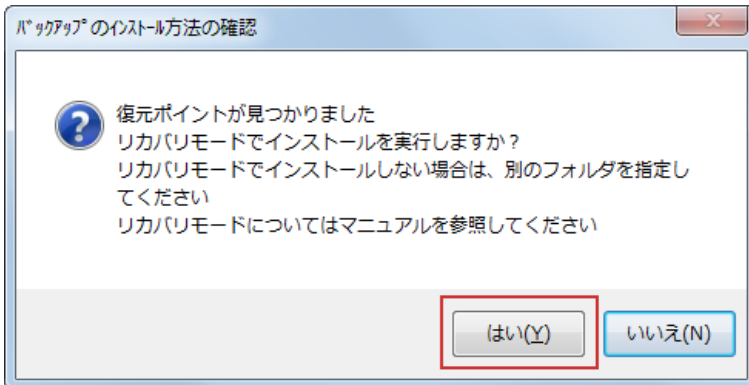 ﾊﾞｯｸｱｯﾌﾟのｲﾝｽﾄｰﾙ方法の確認
復元ポイントが見つかりました
リカバリモードでインストールを実行しますか？
リカバリモードでインストールしない場合は、別のフォルダを指定し
てください
リカバリモードについてはマニュアルを参照してください
はい(Y)
いいえ(N)